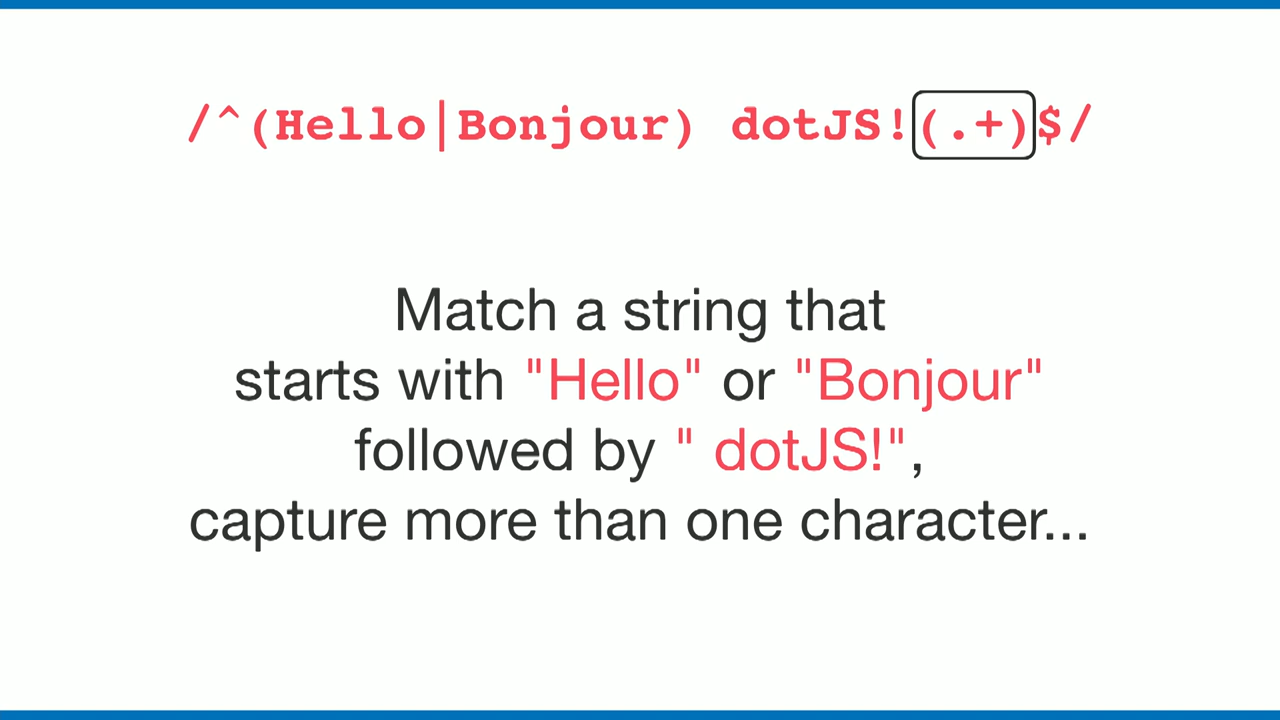 /^(Hello|Bonjour) dotJS!(.+)$/
Match a string that
starts with "Hello" or "Bonjour"
followed by " dotJS!",
capture more than one character...